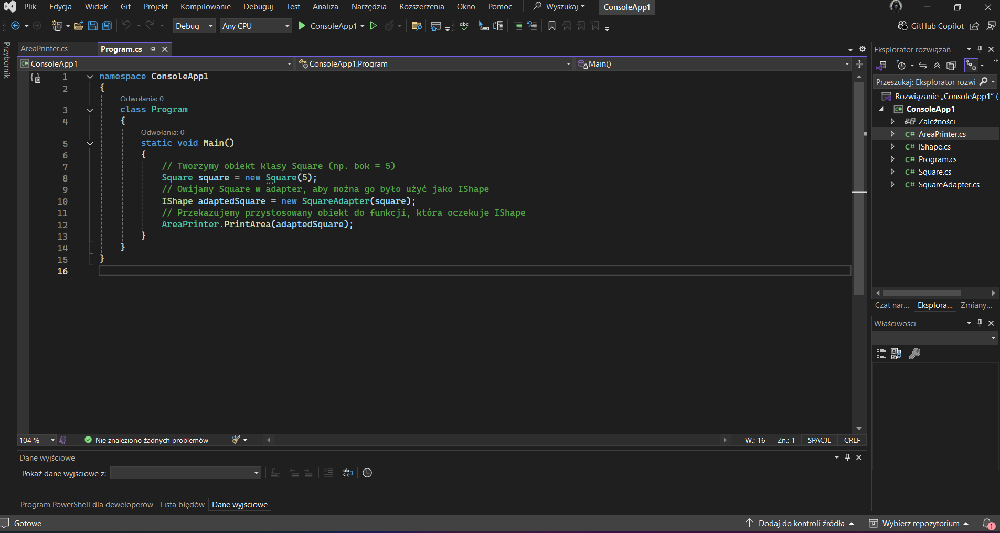 Plik Edycja Widok Git Projekt Kompilowanie Debuguj Test Analiza Narzędzia Rozszerzenia Okno Pomoc Wyszukaj ConsoleApp1
Debug Any CPU ConsoleApp1 GitHub Copilot
Przybornik
AreaPrinter.cs Program.cs
ConsoleApp1 ConsoleApp1.Program Main()
1 namespace ConsoleApp1
2 {
Odwołania: 0
3 class Program
4 {
Odwołania: 0
5 static void Main()
6 {
7 // Tworzymy obiekt klasy Square (np. bok = 5)
8 Square square = new Square(5);
9 // Owijamy Square w adapter, aby można go było użyć jako IShape
10 IShape adaptedSquare = new SquareAdapter(square);
11 // Przekazujemy przystosowany obiekt do funkcji, która oczekuje IShape
12 AreaPrinter.PrintArea(adaptedSquare);
13 }
14 }
15 }
16
104 % Nie znaleziono żadnych problemów W.: 16 Zn.: 1 SPACJE CRLF
Dane wyjściowe
Pokaż dane wyjściowe z:
Program PowerShell dla deweloperów Lista błędów Dane wyjściowe
Eksplorator rozwiązań
Przeszukaj: Eksplorator rozwi
Rozwiązanie „ConsoleApp1” (
ConsoleApp1
Zależności
C# AreaPrinter.cs
C# IShape.cs
C# Program.cs
C# Square.cs
C# SquareAdapter.cs
Czat nar... Eksplora... Zmiany...
Właściwości
Gotowe Dodaj do kontroli źródła Wybierz repozytorium 1